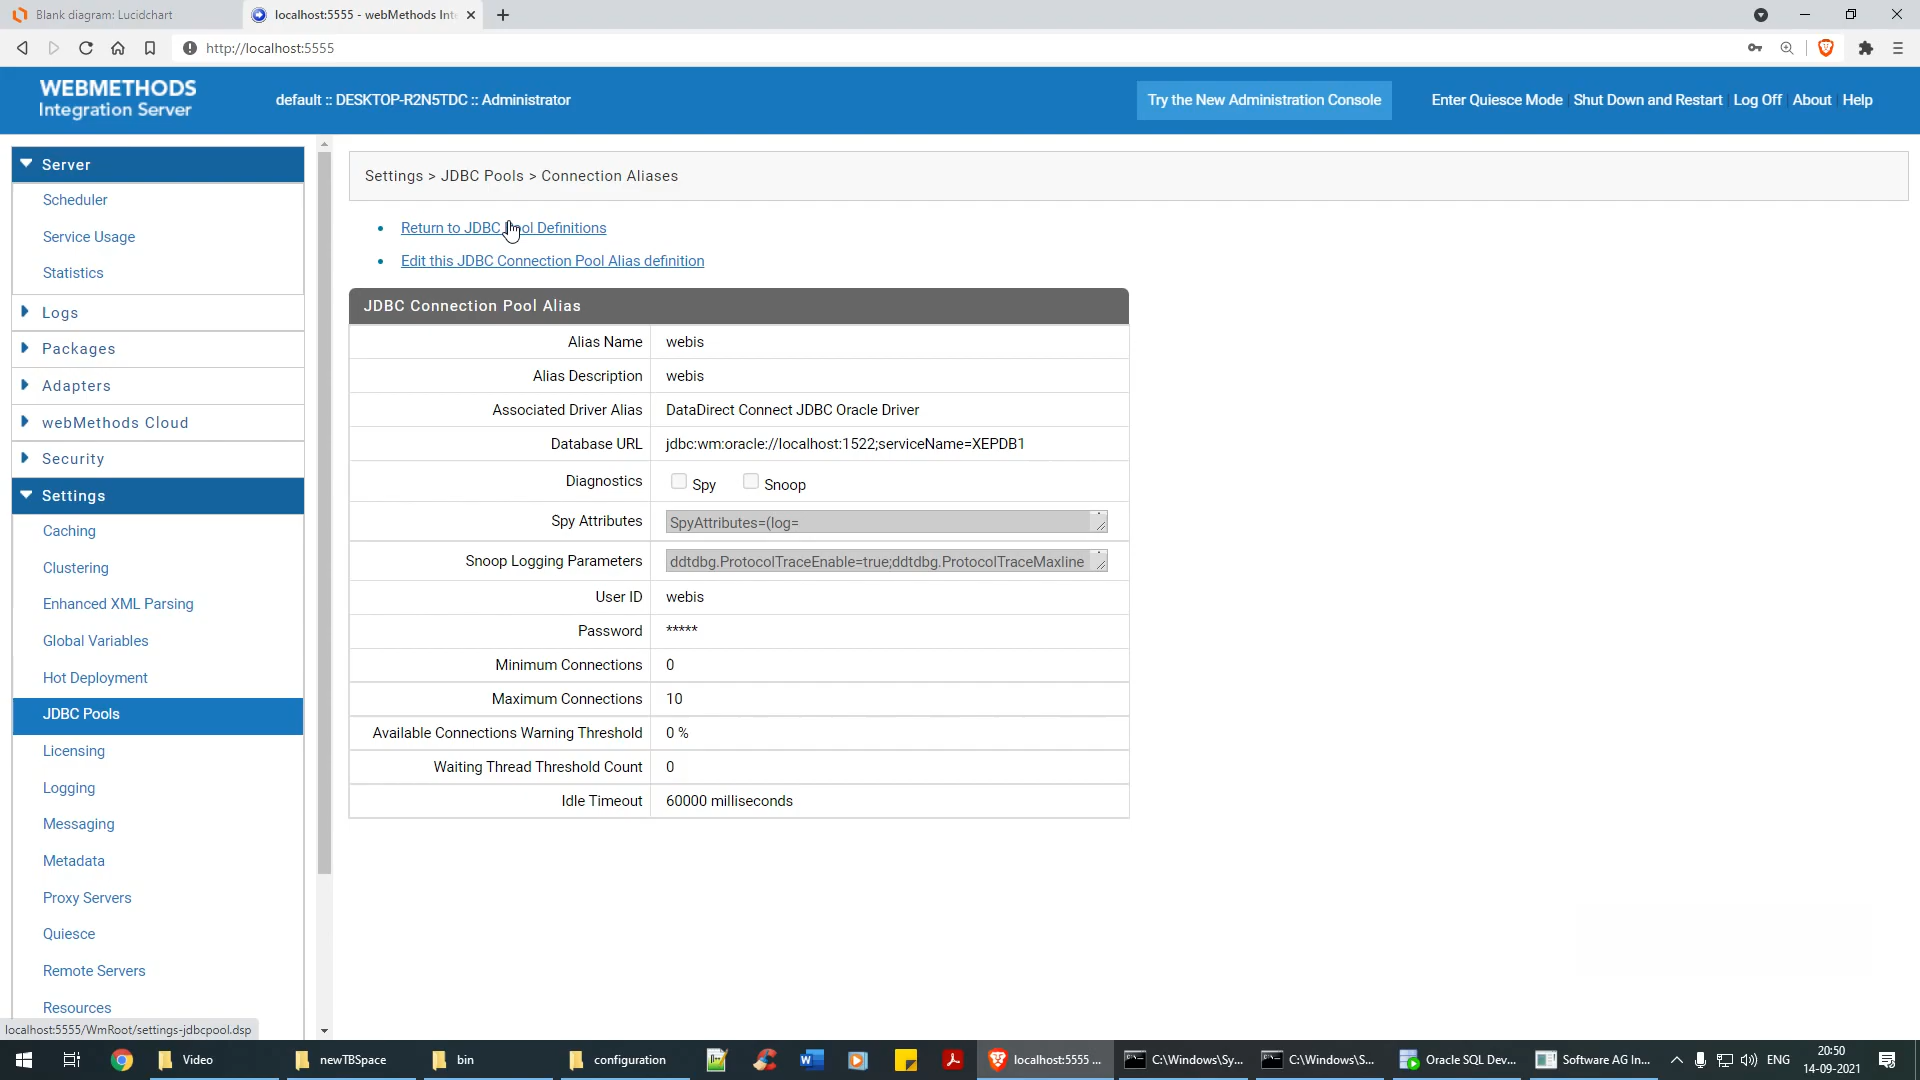 Blank diagram: Lucidchart
localhost:5555 - webMethods Inte
http://localhost:5555
WEBMETHODS
Integration Server
default :: DESKTOP-R2N5TDC :: Administrator
Try the New Administration Console
Enter Quiesce Mode
Shut Down and Restart
Log Off
About
Help
Server
Scheduler
Service Usage
Statistics
Logs
Packages
Adapters
webMethods Cloud
Security
Settings
Caching
Clustering
Enhanced XML Parsing
Global Variables
Hot Deployment
JDBC Pools
Licensing
Logging
Messaging
Metadata
Proxy Servers
Quiesce
Remote Servers
Resources
localhost:5555/WmRoot/settings-jdbcpool.dsp
Settings > JDBC Pools > Connection Aliases
Return to JDBC Pool Definitions
Edit this JDBC Connection Pool Alias definition
JDBC Connection Pool Alias
Alias Name webis
Alias Description webis
Associated Driver Alias DataDirect Connect JDBC Oracle Driver
Database URL jdbc:wm:oracle://localhost:1522;serviceName=XEPDB1
Diagnostics Spy Snoop
Spy Attributes SpyAttributes=(log=
Snoop Logging Parameters ddtdbg.ProtocolTraceEnable=true;ddtdbg.ProtocolTraceMaxline
User ID webis
Password *****
Minimum Connections 0
Maximum Connections 10
Available Connections Warning Threshold 0 %
Waiting Thread Threshold Count 0
Idle Timeout 60000 milliseconds
Video
newTBSpace
bin
configuration
localhost:5555 ...
C:\Windows\Sy...
C:\Windows\S...
Oracle SQL Dev...
Software AG In...
ENG
20:50
14-09-2021